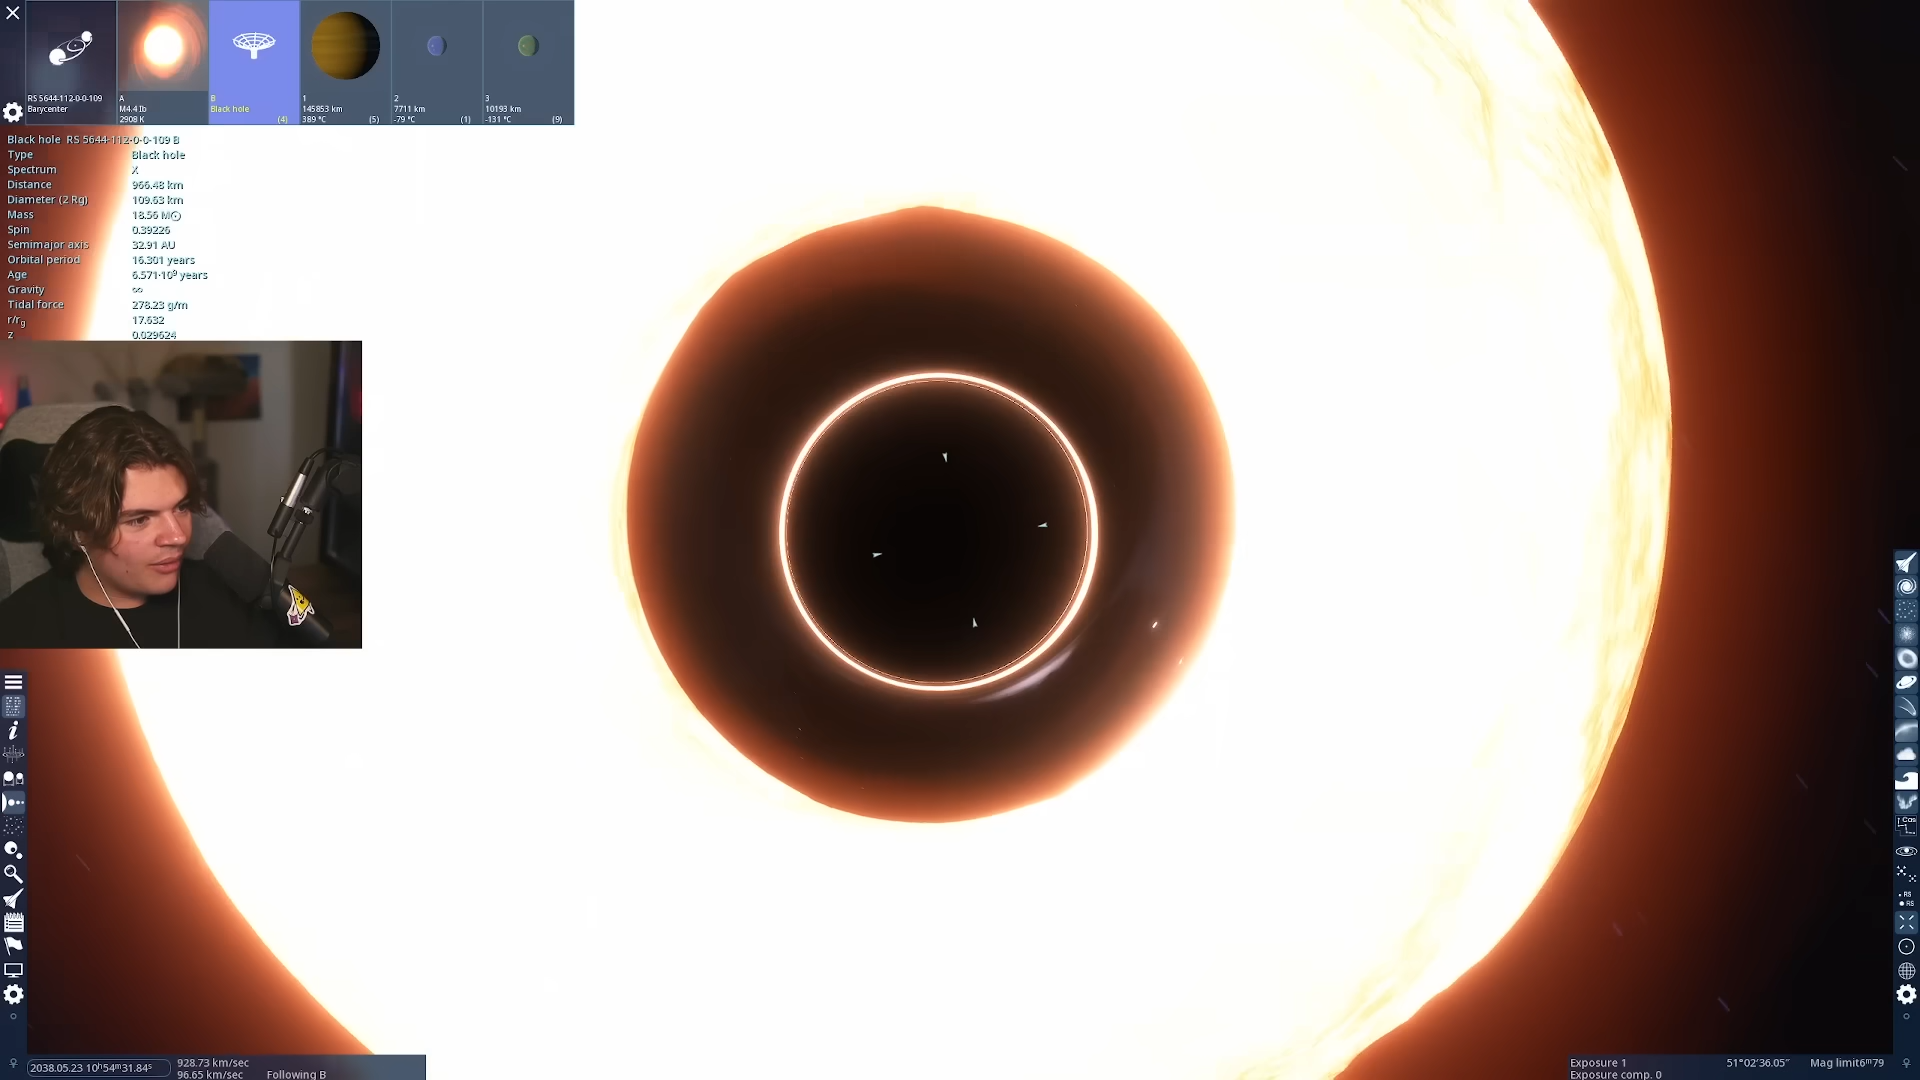 RS 5644-112-0-0-109
Barycenter
A
M4.4 Ib
2908 K
B
Black hole
(4)
1
145853 km
389 °C (5)
2
7711 km
-79 °C (1)
3
10193 km
-131 °C (9)
Black hole RS 5644-112-0-0-109 B
Type Black hole
Spectrum X
Distance 966.48 km
Diameter (2 Rg) 109.63 km
Mass 18.56 M☉
Spin 0.39226
Semimajor axis 32.91 AU
Orbital period 16.301 years
Age 6.571·10⁹ years
Gravity ∞
Tidal force 278.23 g/m
r/rg 17.632
z 0.029624
Cas
RS
RS
2038.05.23 10ʰ54ᵐ31.84ˢ
928.73 km/sec
96.65 km/sec Following B
Exposure 1 51°02'36.05" Mag limit6ᵐ79
Exposure comp. 0